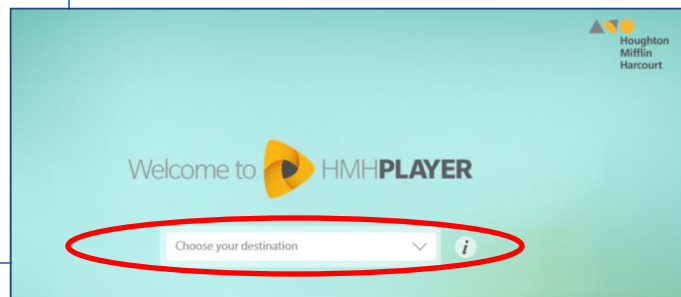 Houghton
Mifflin
Harcourt
Welcome to HMHPLAYER
Choose your destination
i